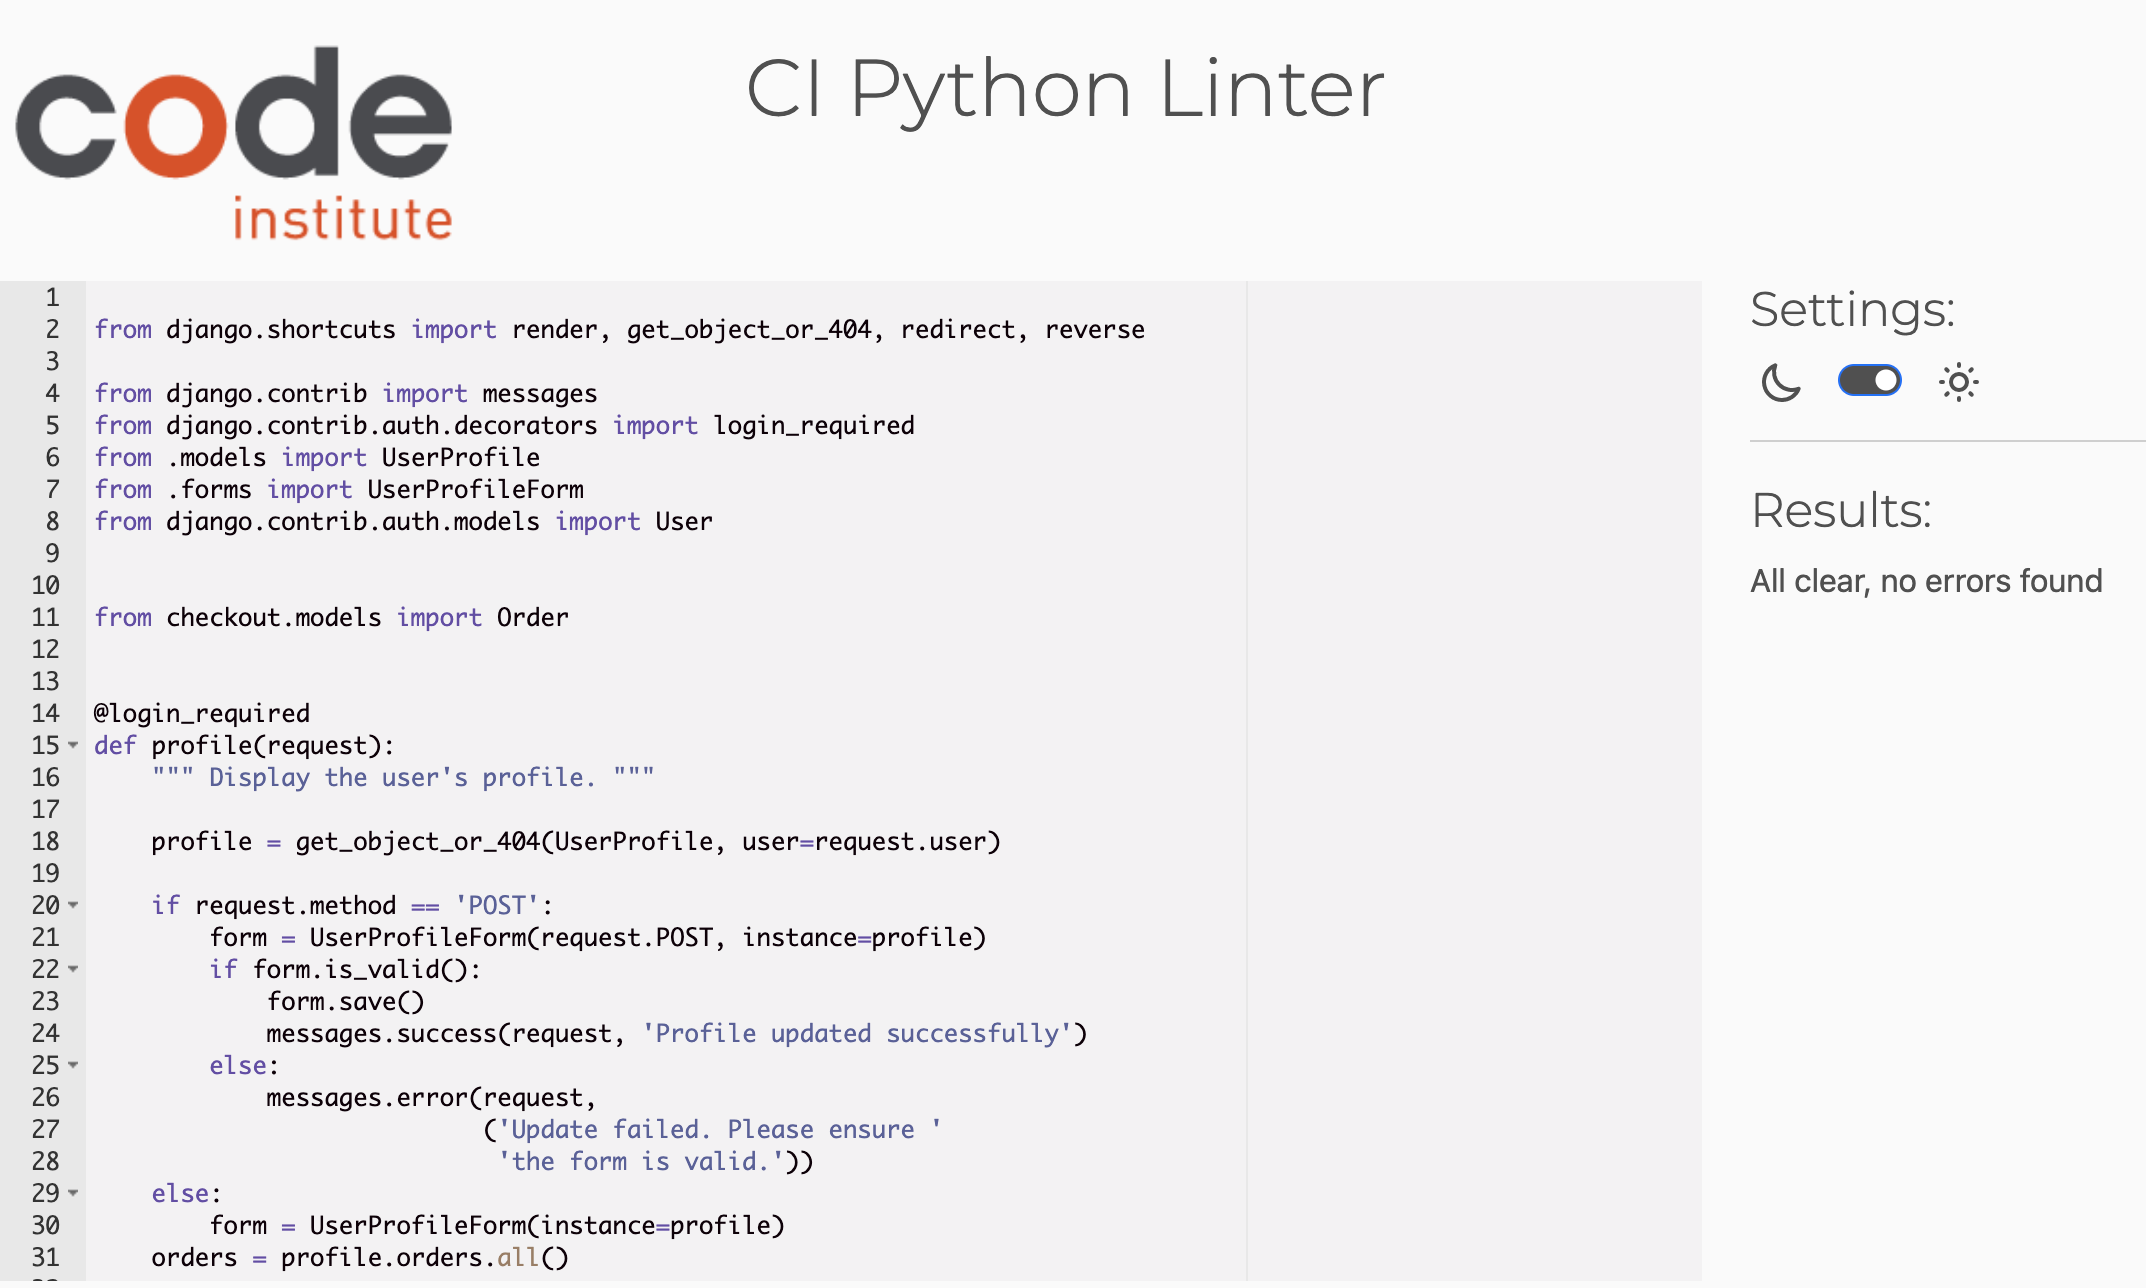 code
institute
CI Python Linter
1
2 from django.shortcuts import render, get_object_or_404, redirect, reverse
3
4 from django.contrib import messages
5 from django.contrib.auth.decorators import login_required
6 from .models import UserProfile
7 from .forms import UserProfileForm
8 from django.contrib.auth.models import User
9
10
11 from checkout.models import Order
12
13
14 @login_required
15 def profile(request):
16     """ Display the user's profile. """
17
18     profile = get_object_or_404(UserProfile, user=request.user)
19
20     if request.method == 'POST':
21         form = UserProfileForm(request.POST, instance=profile)
22         if form.is_valid():
23             form.save()
24             messages.success(request, 'Profile updated successfully')
25         else:
26             messages.error(request,
27                            ('Update failed. Please ensure '
28                             'the form is valid.'))
29     else:
30         form = UserProfileForm(instance=profile)
31     orders = profile.orders.all()
Settings:
Results:
All clear, no errors found